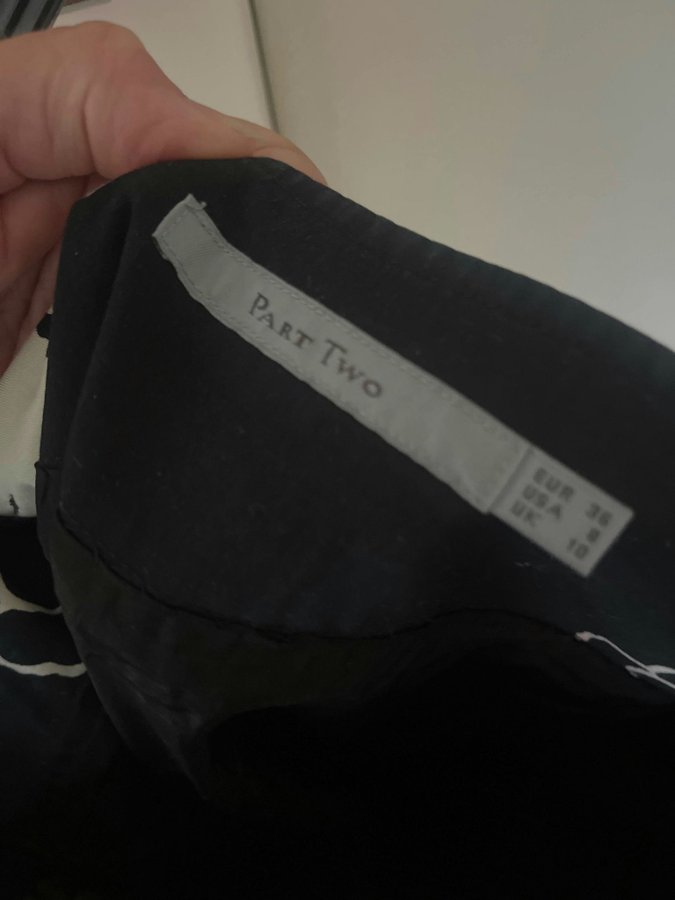 PART TWO
EUR 36
USA 8
UK 10